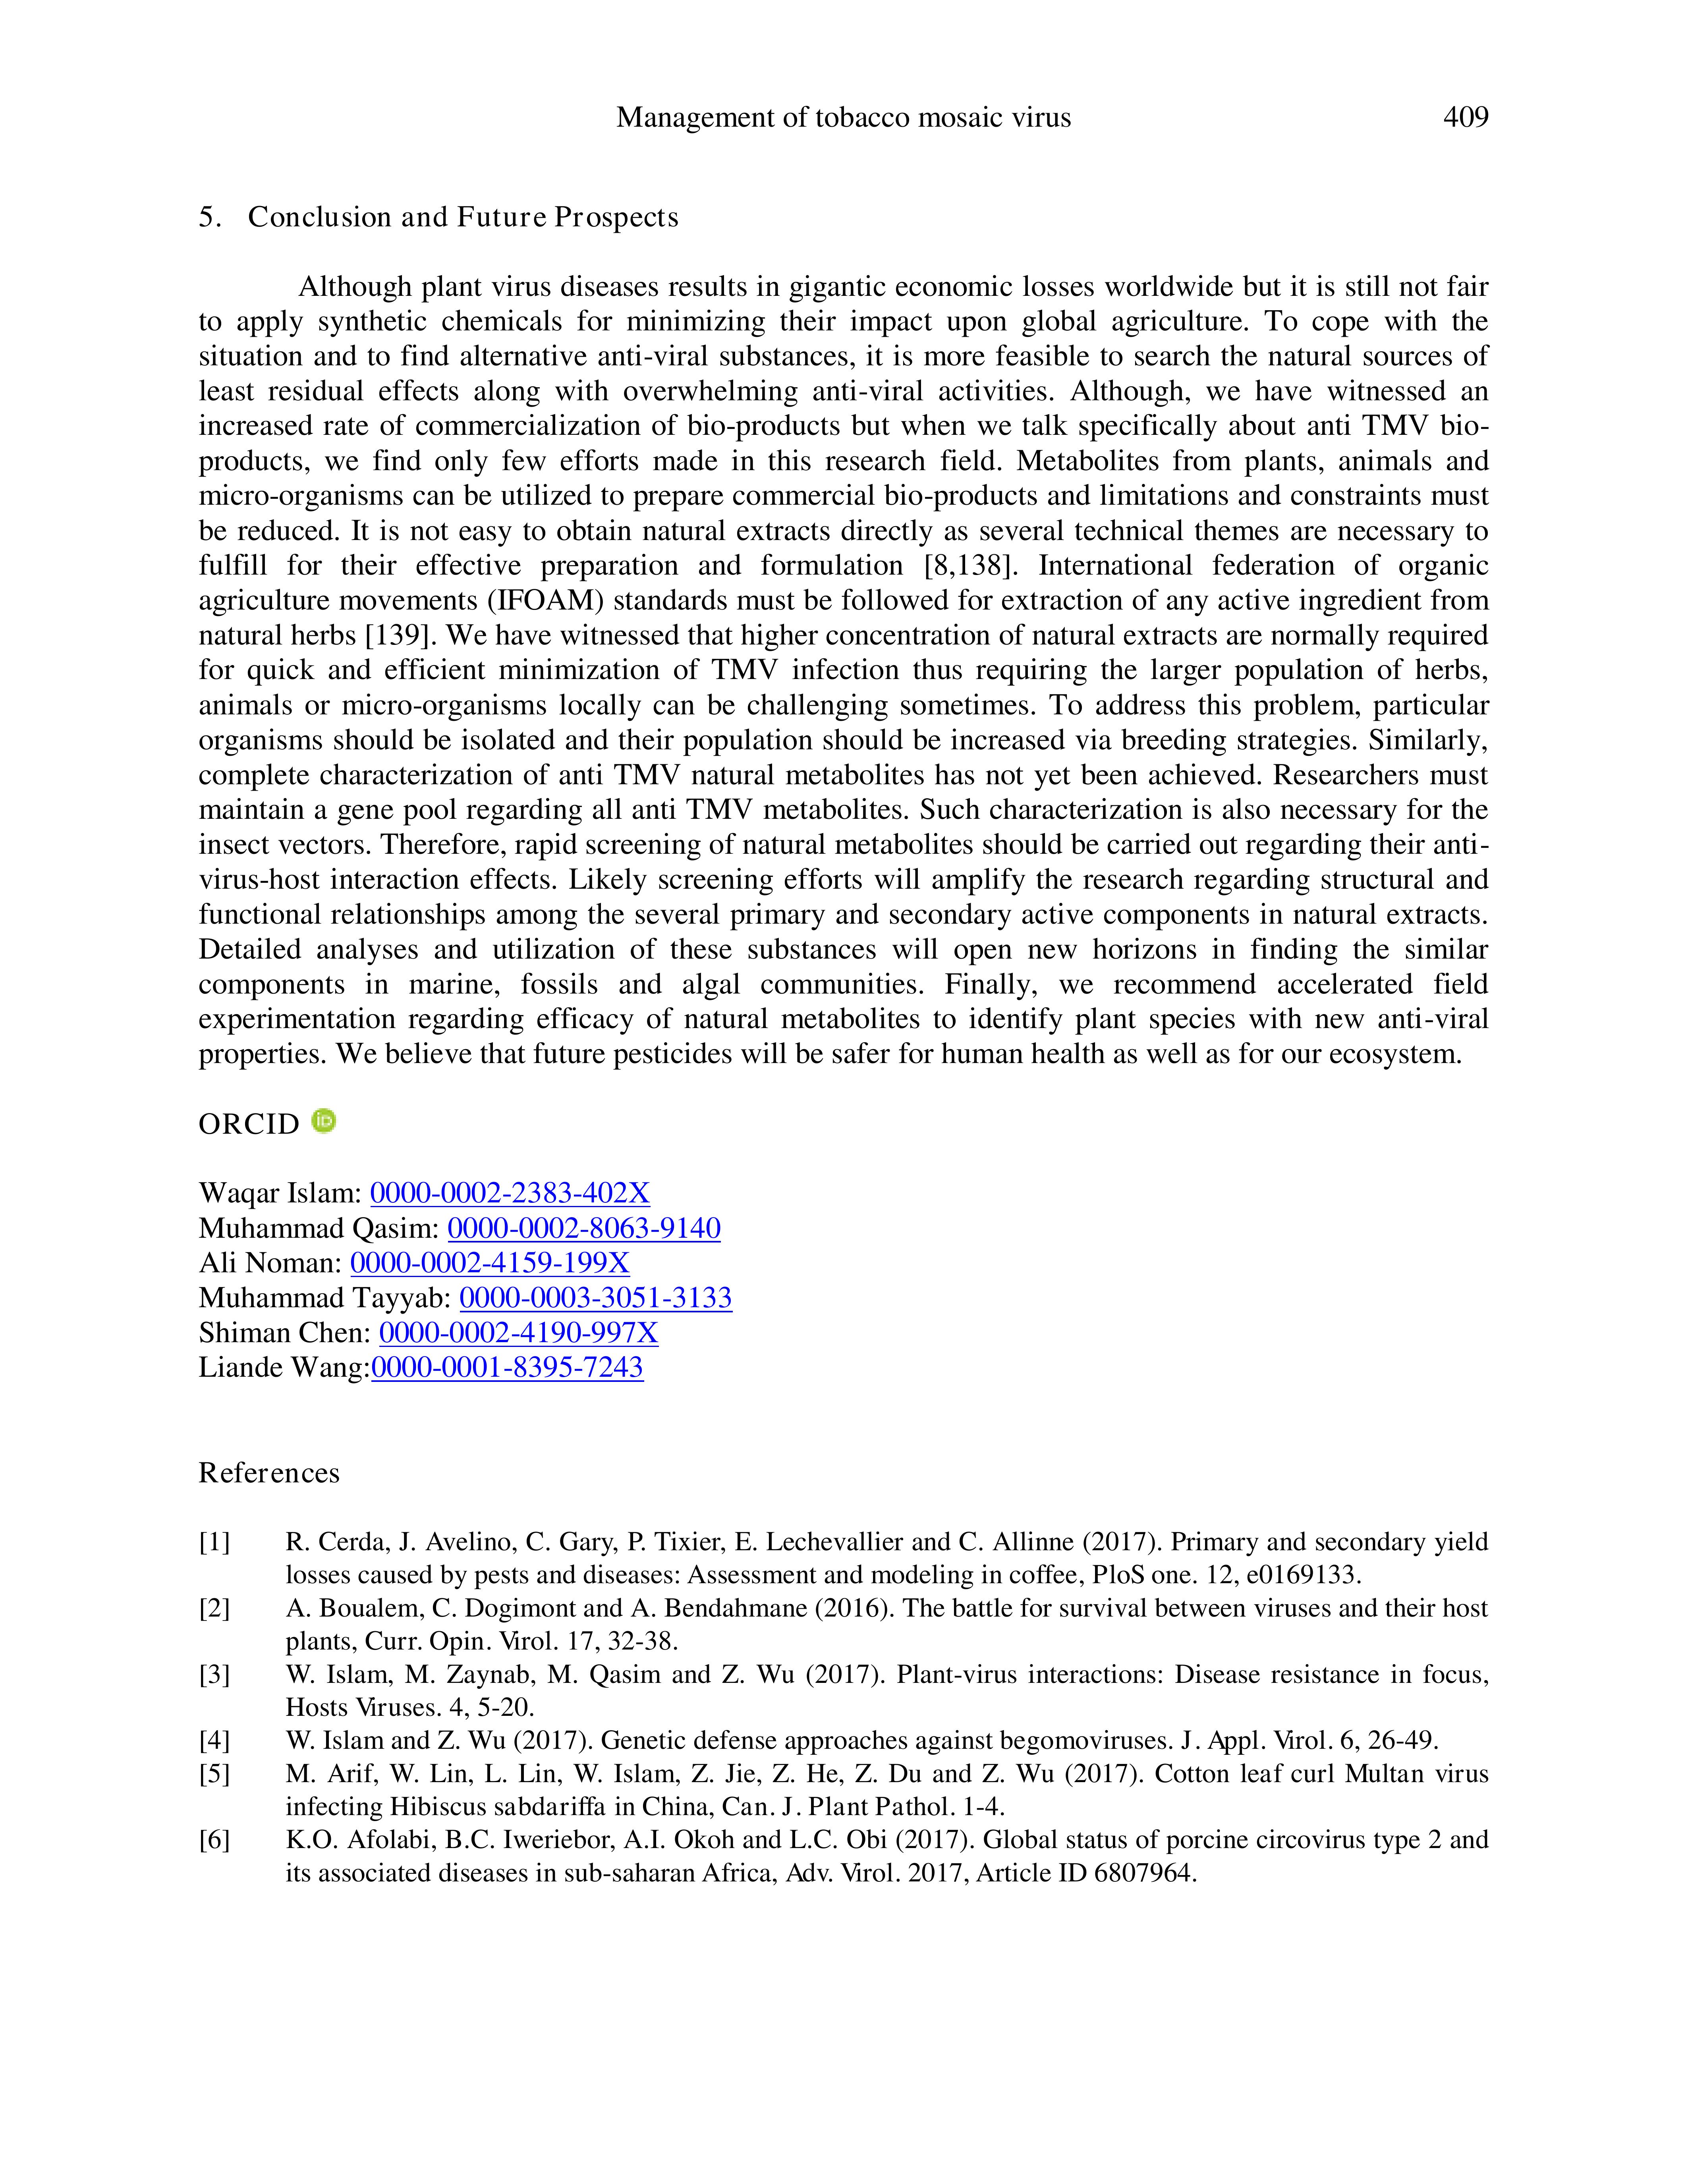 Management of tobacco mosaic virus 409
5. Conclusion and Future Prospects
Although plant virus diseases results in gigantic economic losses worldwide but it is still not fair
to apply synthetic chemicals for minimizing their impact upon global agriculture. To cope with the
situation and to find alternative anti-viral substances, it is more feasible to search the natural sources of
least residual effects along with overwhelming anti-viral activities. Although, we have witnessed an
increased rate of commercialization of bio-products but when we talk specifically about anti TMV bio-
products, we find only few efforts made in this research field. Metabolites from plants, animals and
micro-organisms can be utilized to prepare commercial bio-products and limitations and constraints must
be reduced. It is not easy to obtain natural extracts directly as several technical themes are necessary to
fulfill for their effective preparation and formulation [8,138]. International federation of organic
agriculture movements (IFOAM) standards must be followed for extraction of any active ingredient from
natural herbs [139]. We have witnessed that higher concentration of natural extracts are normally required
for quick and efficient minimization of TMV infection thus requiring the larger population of herbs,
animals or micro-organisms locally can be challenging sometimes. To address this problem, particular
organisms should be isolated and their population should be increased via breeding strategies. Similarly,
complete characterization of anti TMV natural metabolites has not yet been achieved. Researchers must
maintain a gene pool regarding all anti TMV metabolites. Such characterization is also necessary for the
insect vectors. Therefore, rapid screening of natural metabolites should be carried out regarding their anti-
virus-host interaction effects. Likely screening efforts will amplify the research regarding structural and
functional relationships among the several primary and secondary active components in natural extracts.
Detailed analyses and utilization of these substances will open new horizons in finding the similar
components in marine, fossils and algal communities. Finally, we recommend accelerated field
experimentation regarding efficacy of natural metabolites to identify plant species with new anti-viral
properties. We believe that future pesticides will be safer for human health as well as for our ecosystem.
ORCID iD
Waqar Islam: 0000-0002-2383-402X
Muhammad Qasim: 0000-0002-8063-9140
Ali Noman: 0000-0002-4159-199X
Muhammad Tayyab: 0000-0003-3051-3133
Shiman Chen: 0000-0002-4190-997X
Liande Wang:0000-0001-8395-7243
References
[1] R. Cerda, J. Avelino, C. Gary, P. Tixier, E. Lechevallier and C. Allinne (2017). Primary and secondary yield
losses caused by pests and diseases: Assessment and modeling in coffee, PloS one. 12, e0169133.
[2] A. Boualem, C. Dogimont and A. Bendahmane (2016). The battle for survival between viruses and their host
plants, Curr. Opin. Virol. 17, 32-38.
[3] W. Islam, M. Zaynab, M. Qasim and Z. Wu (2017). Plant-virus interactions: Disease resistance in focus,
Hosts Viruses. 4, 5-20.
[4] W. Islam and Z. Wu (2017). Genetic defense approaches against begomoviruses. J. Appl. Virol. 6, 26-49.
[5] M. Arif, W. Lin, L. Lin, W. Islam, Z. Jie, Z. He, Z. Du and Z. Wu (2017). Cotton leaf curl Multan virus
infecting Hibiscus sabdariffa in China, Can. J. Plant Pathol. 1-4.
[6] K.O. Afolabi, B.C. Iweriebor, A.I. Okoh and L.C. Obi (2017). Global status of porcine circovirus type 2 and
its associated diseases in sub-saharan Africa, Adv. Virol. 2017, Article ID 6807964.